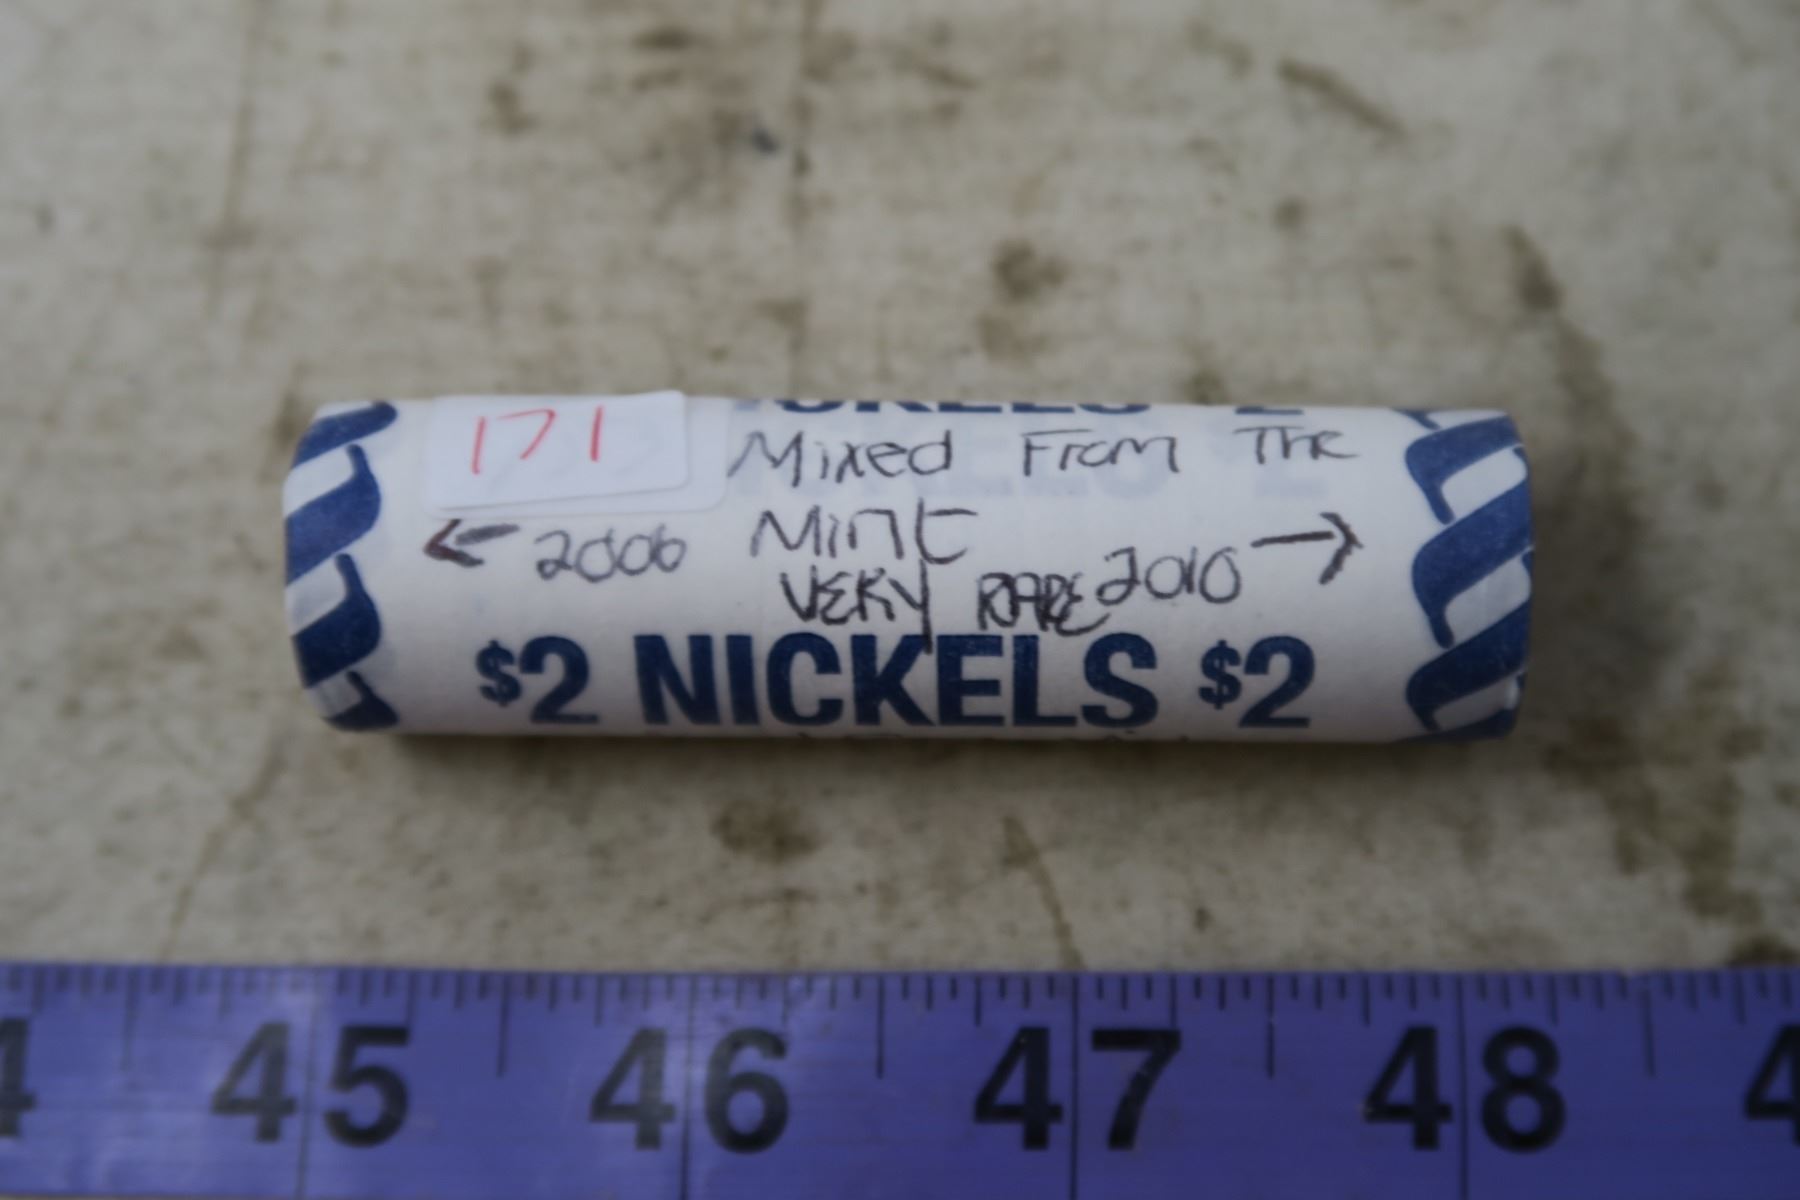 171
Mixed From The
← 2006 Mint
VERY RARE 2010 →
$2 NICKELS $2
45 46 47 48